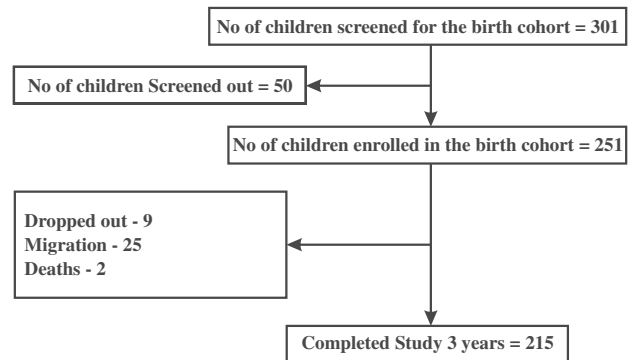 No of children screened for the birth cohort = 301
No of children Screened out = 50
No of children enrolled in the birth cohort = 251
Dropped out - 9
Migration - 25
Deaths - 2
Completed Study 3 years = 215